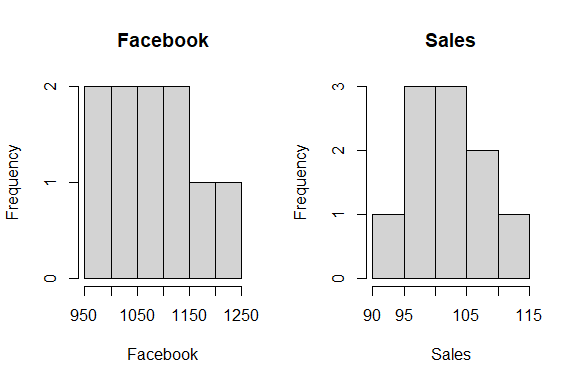 Facebook
Frequency
2
1
0
950 1050 1150 1250
Facebook
Sales
Frequency
3
2
1
0
90 95 105 115
Sales